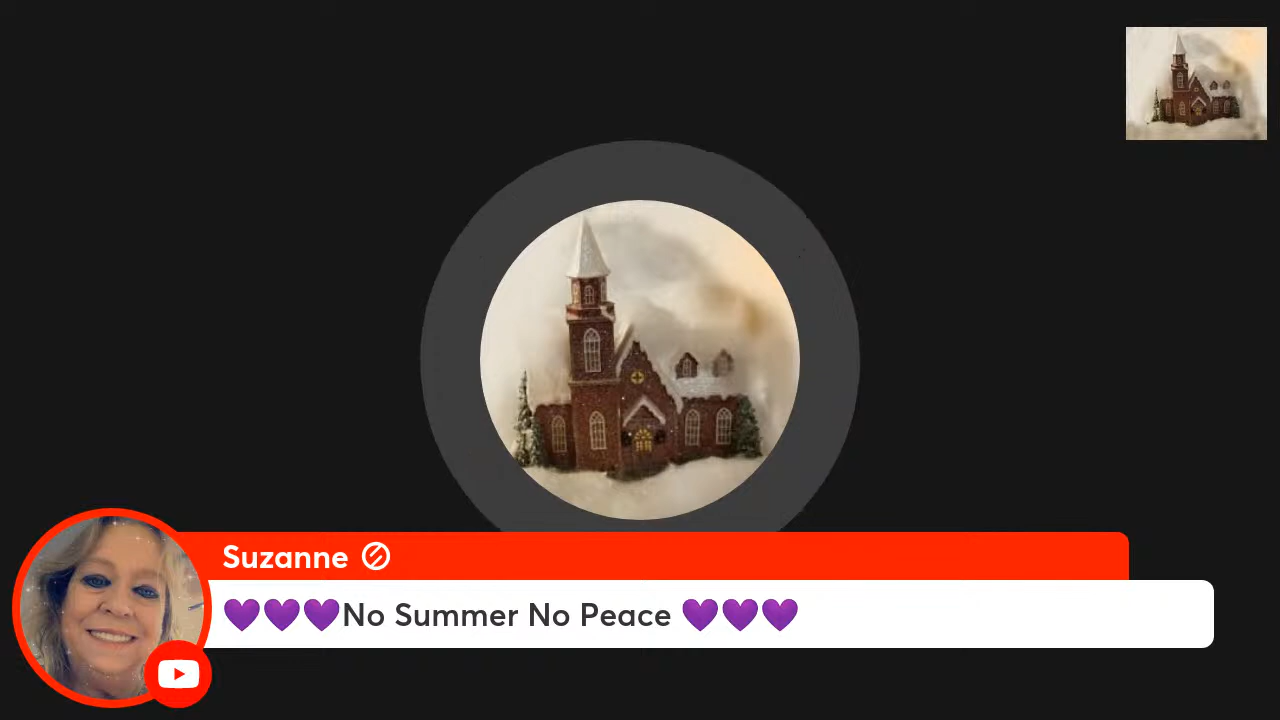 Suzanne
💜💜💜No Summer No Peace 💜💜💜